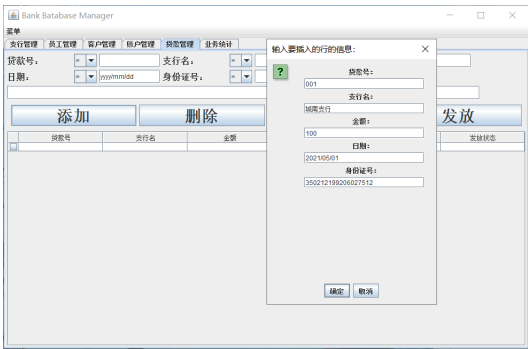 Bank Batabase Manager
菜单
支行管理 员工管理 客户管理 账户管理 贷款管理 业务统计
贷款号： = 支行名： =
日期： = yyyy/mm/dd 身份证号： =
添加 删除 发放
贷款号 支行名 金额 发放状态
输入要插入的行的信息：
贷款号：
001
支行名：
城南支行
金额：
100
日期：
2021/05/01
身份证号：
350212199206027512
确定 取消